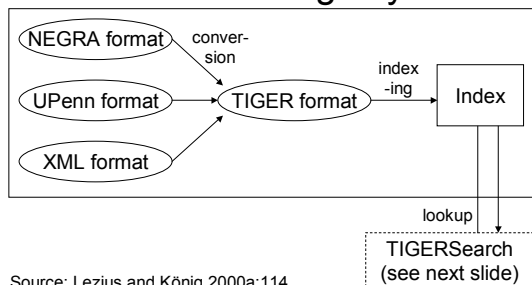 NEGRA format
conver-
sion
UPenn format
TIGER format
index
-ing
Index
XML format
lookup
TIGERSearch
(see next slide)
Source: Lezius and König 2000a:114